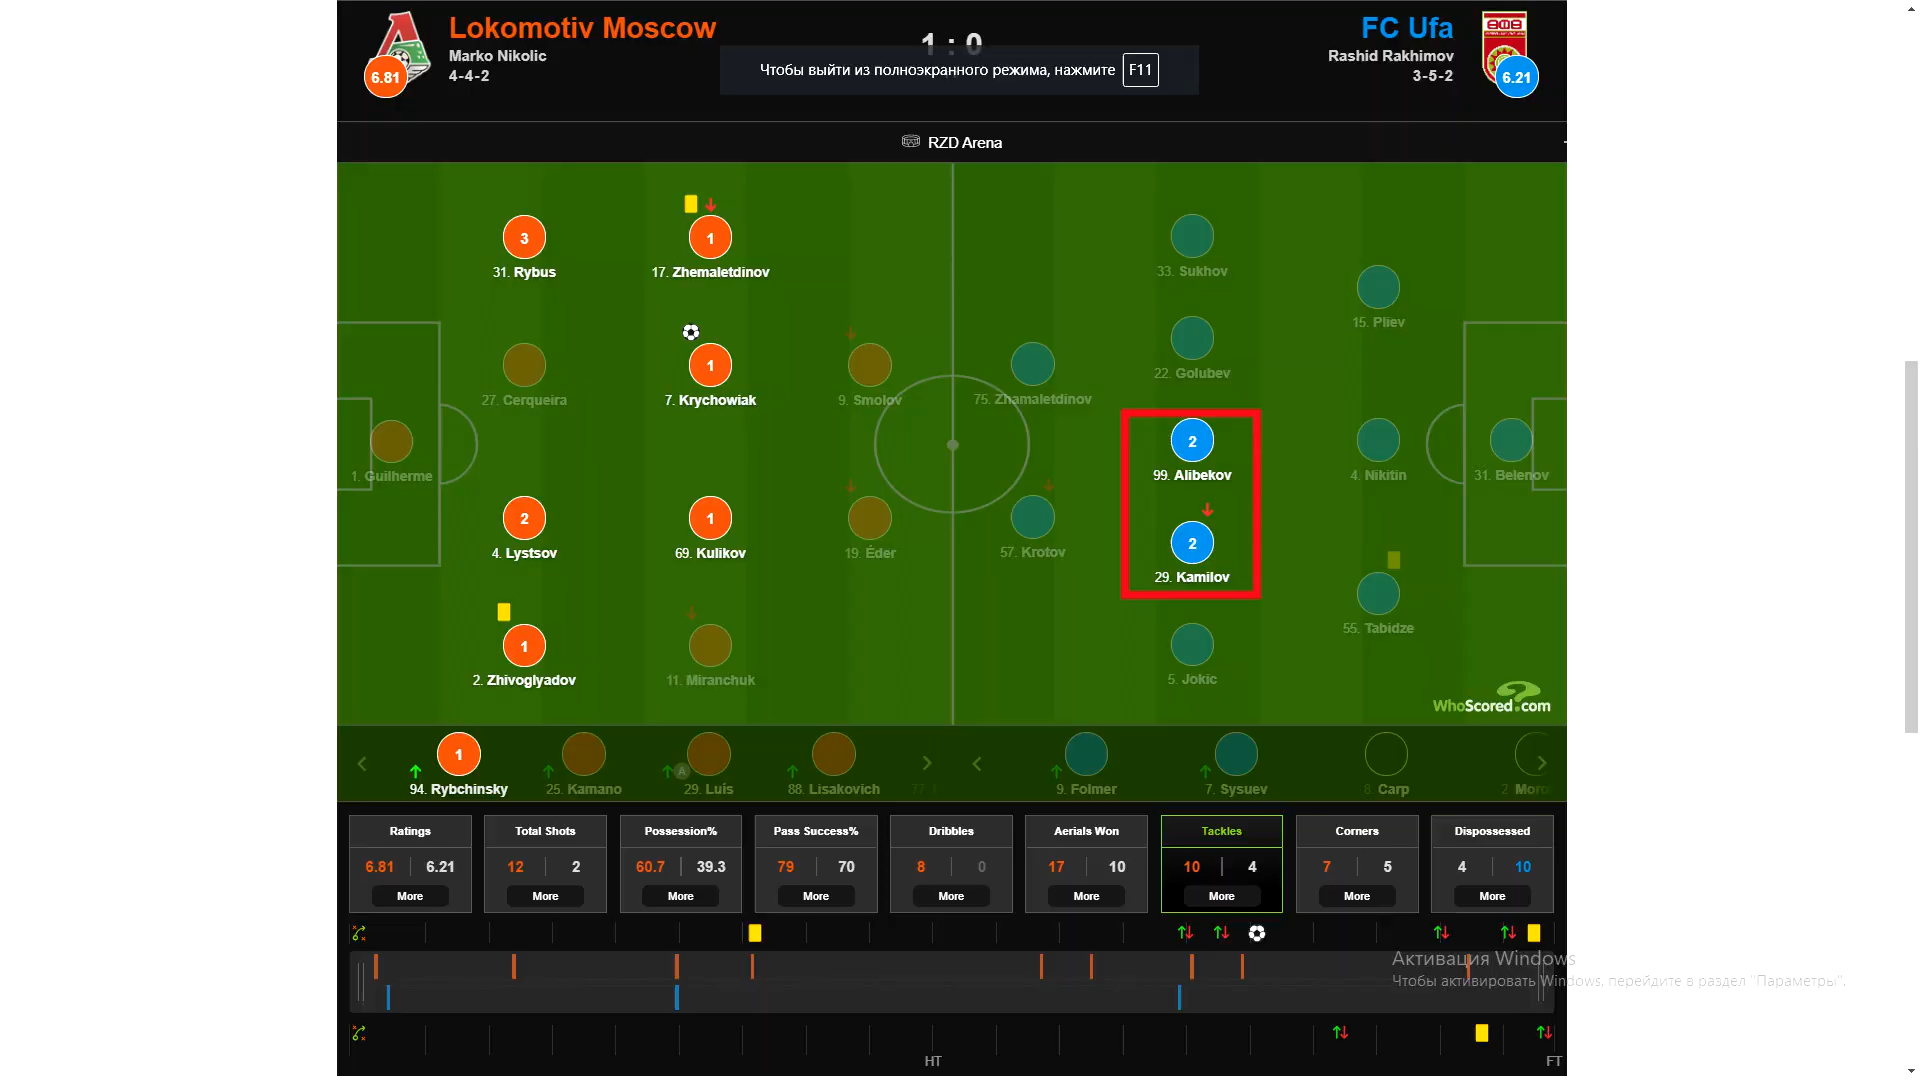 Lokomotiv Moscow
Marko Nikolic
4-4-2
6.81
1 : 0
Чтобы выйти из полноэкранного режима, нажмите F11
FC Ufa
Rashid Rakhimov
3-5-2
6.21
RZD Arena
3
31. Rybus
1
17. Zhemaletdinov
33. Sukhov
15. Pliev
27. Cerqueira
1
7. Krychowiak
9. Smolov
75. Zhamaletdinov
22. Golubev
1. Guilherme
2
99. Alibekov
4. Nikitin
31. Belenov
2
4. Lystsov
1
69. Kulikov
19. Éder
57. Krotov
2
29. Kamilov
55. Tabidze
1
2. Zhivoglyadov
11. Miranchuk
5. Jokic
WhoScored.com
1
94. Rybchinsky
25. Kamano
A
29. Luís
88. Lisakovich
9. Folmer
7. Sysuev
8. Carp
Ratings Total Shots Possession% Pass Success% Dribbles Aerials Won Tackles Corners Dispossessed
6.81 6.21 12 2 60.7 39.3 79 70 8 0 17 10 10 4 7 5 4 10
More More More More More More More More More
Активация Windows
Чтобы активировать Windows, перейдите в раздел "Параметры".
HT
FT